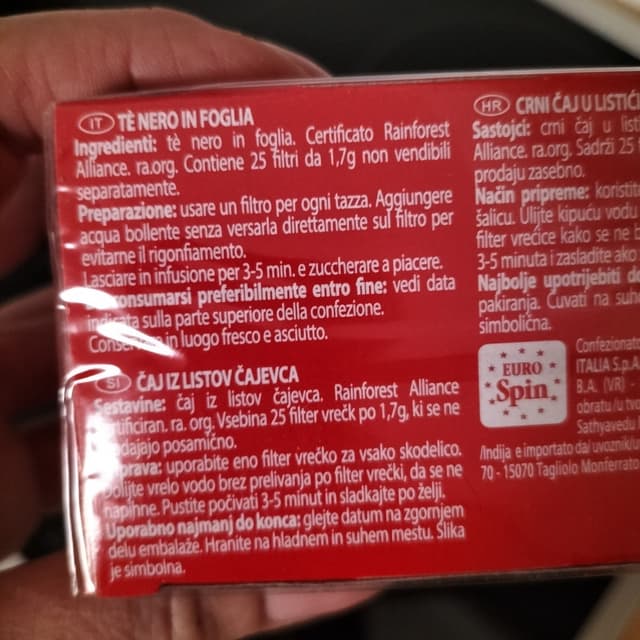 IT TÈ NERO IN FOGLIA
Ingredienti: tè nero in foglia. Certificato Rainforest
Alliance. ra.org. Contiene 25 filtri da 1,7g non vendibili
separatamente.
Preparazione: usare un filtro per ogni tazza. Aggiungere
acqua bollente senza versarla direttamente sul filtro per
evitarne il rigonfiamento.
Lasciare in infusione per 3-5 min. e zuccherare a piacere.
consumarsi preferibilmente entro fine: vedi data
indicata sulla parte superiore della confezione.
in luogo fresco e asciutto.
SI ČAJ IZ LISTOV ČAJEVCA
Sestavine: čaj iz listov čajevca. Rainforest Alliance
ra. org. Vsebina 25 filter vrečk po 1,7g, ki se ne
posamično.
uporabite eno filter vrečko za vsako skodelico.
vrelo vodo brez prelivanja po filter vrečki, da se ne
napihne. Pustite počivati 3-5 minut in sladkajte po želji.
Uporabno najmanj do konca: glejte datum na zgornjem
delu embalaže. Hranite na hladnem in suhem mestu. Slika
je simbolna.
HR CRNI ČAJ U LISTIĆI
Sastojci: crni čaj u
Alliance. ra.org. Sadrži 25
prodaju zasebno.
Način pripreme:
šalicu. Ulijte kipuću vodu
filter vrećice kako se ne
3-5 minuta i zasladite
Najbolje upotrijebiti
pakiranja. Čuvati na
simbolična.
EURO
Spin
ITALIA S.p.A.
B.A. (VR) -
obratu/u
Sathyavedu
/Indija e importato da/
70 - 15070 Tagliolo